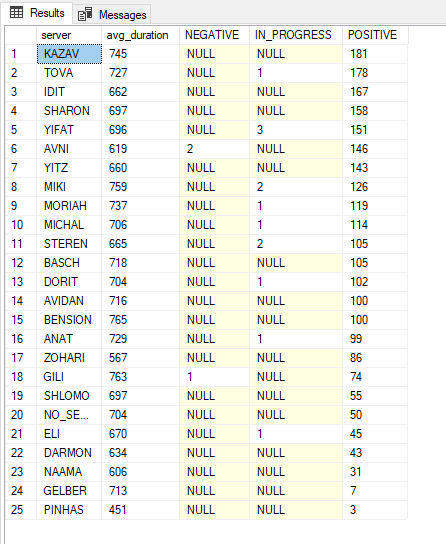 Results Messages
server avg_duration NEGATIVE IN_PROGRESS POSITIVE
1 KAZAV 745 NULL NULL 181
2 TOVA 727 NULL 1 178
3 IDIT 662 NULL NULL 167
4 SHARON 697 NULL NULL 158
5 YIFAT 696 NULL 3 151
6 AVNI 619 2 NULL 146
7 YITZ 660 NULL NULL 143
8 MIKI 759 NULL 2 126
9 MORIAH 737 NULL 1 119
10 MICHAL 706 NULL 1 114
11 STEREN 665 NULL 2 105
12 BASCH 718 NULL NULL 105
13 DORIT 704 NULL 1 102
14 AVIDAN 716 NULL NULL 100
15 BENSION 765 NULL NULL 100
16 ANAT 729 NULL 1 99
17 ZOHARI 567 NULL NULL 86
18 GILI 763 1 NULL 74
19 SHLOMO 697 NULL NULL 55
20 NO_SE... 704 NULL NULL 50
21 ELI 670 NULL 1 45
22 DARMON 634 NULL NULL 43
23 NAAMA 606 NULL NULL 31
24 GELBER 713 NULL NULL 7
25 PINHAS 451 NULL NULL 3